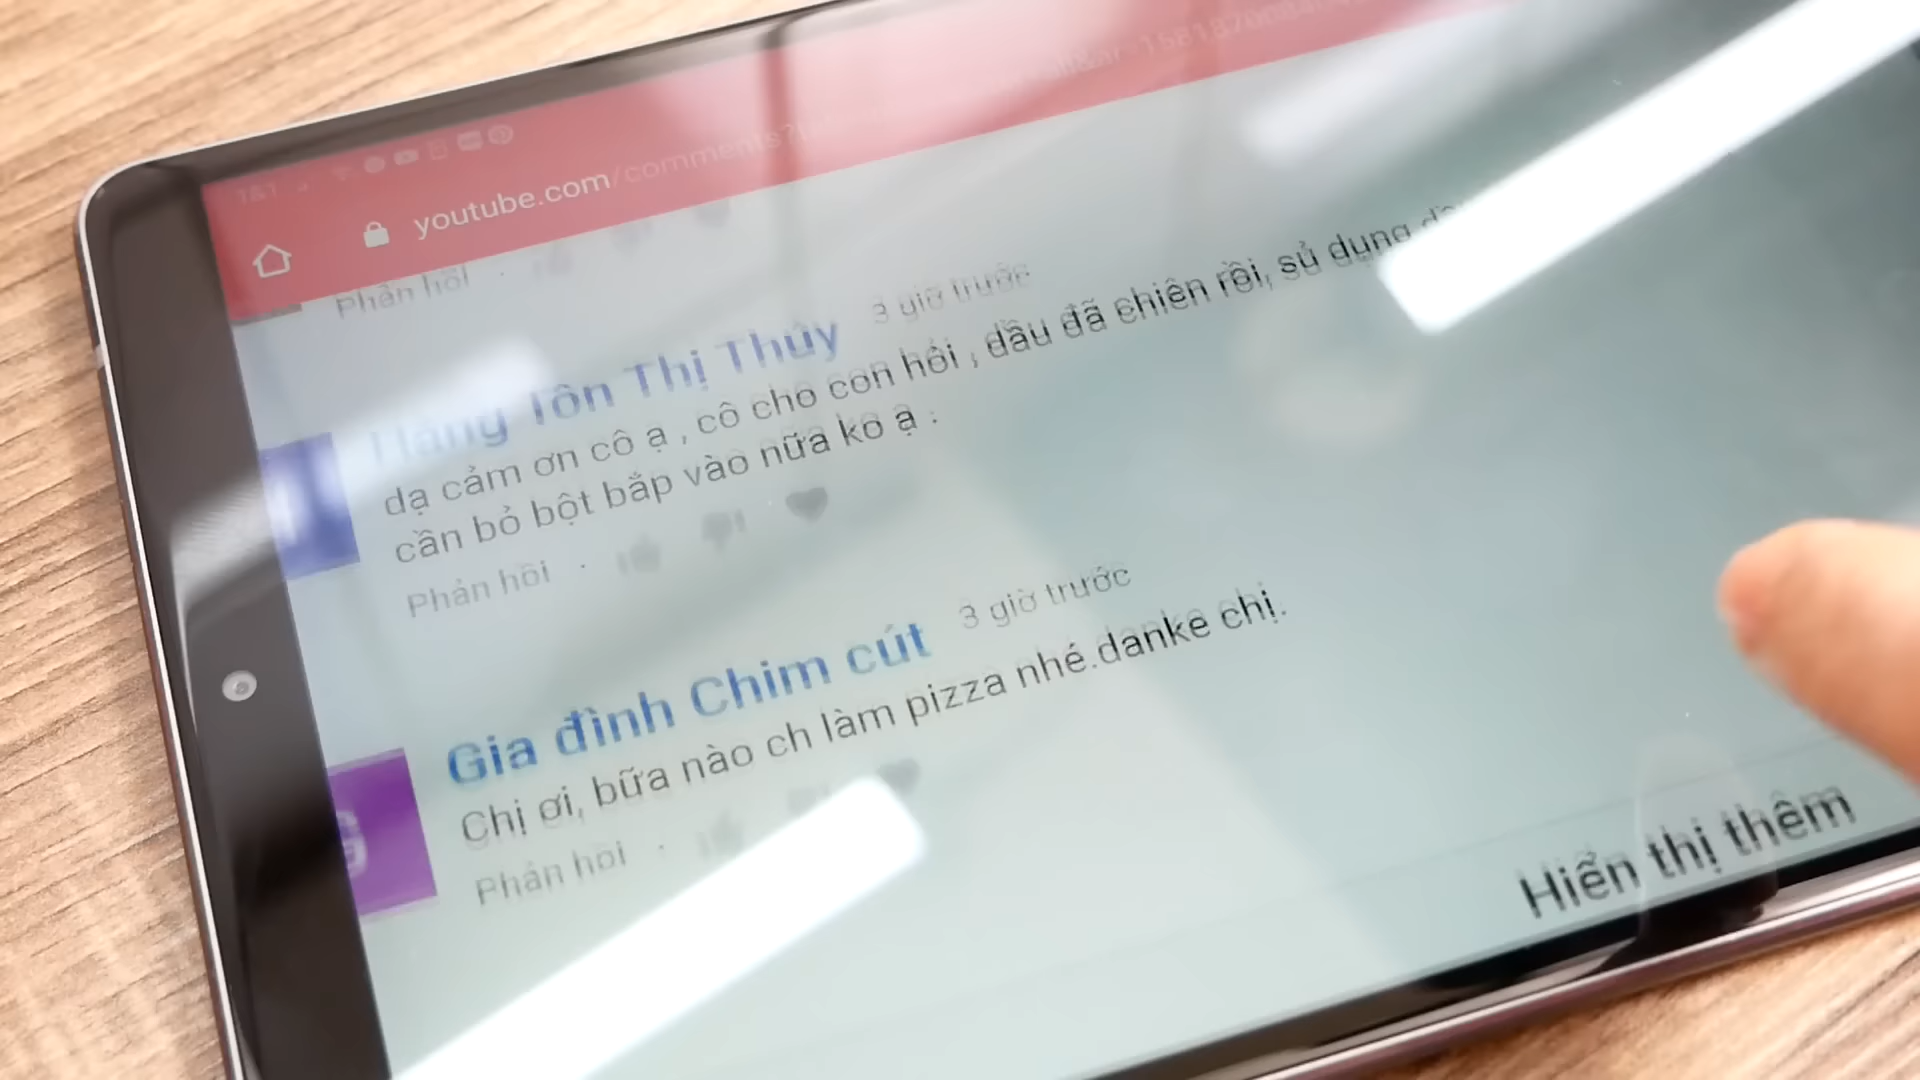 youtube.com/comments?
Phản hồi
Hằng Tôn Thị Thủy 3 giờ trước
dạ cảm ơn cô ạ , cô cho con hỏi , dầu đã chiên rồi, sủ dụng
cần bỏ bột bắp vào nữa ko ạ .
Phản hồi ·
Gia đình Chim cút 3 giờ trước
Chị ơi, bữa nào ch làm pizza nhé.danke chị.
Phản hồi ·
Hiển thị thêm